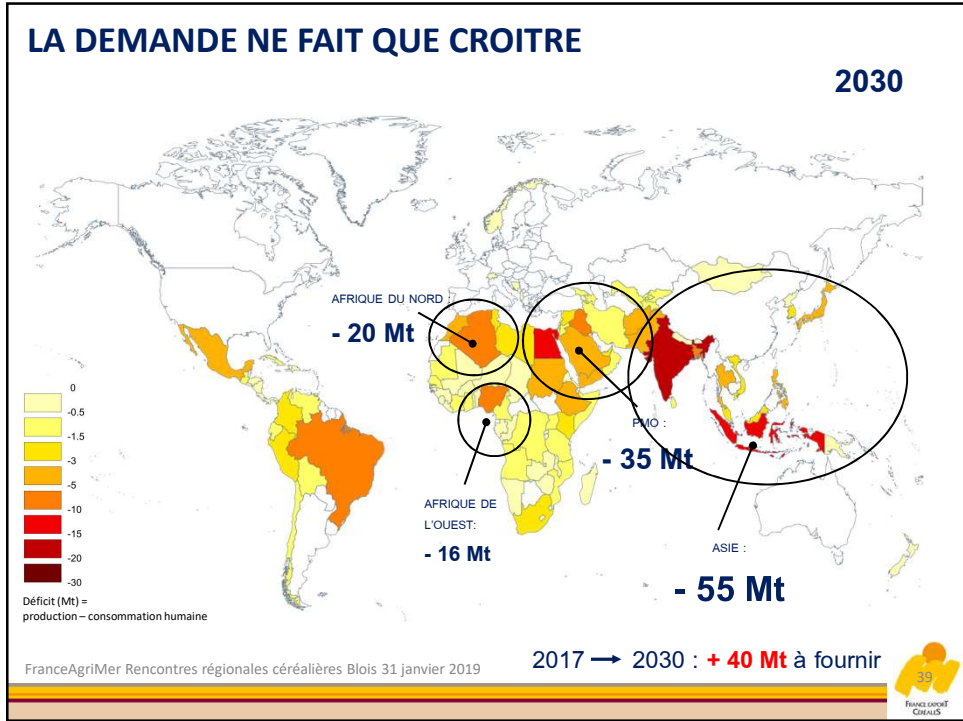 LA DEMANDE NE FAIT QUE CROITRE
2030
AFRIQUE DU NORD :
- 20 Mt
PMO :
- 35 Mt
AFRIQUE DE
L'OUEST:
- 16 Mt
ASIE :
- 55 Mt
0
-0.5
-1.5
-3
-5
-10
-15
-20
-30
Déficit (Mt) =
production – consommation humaine
2017 → 2030 : + 40 Mt à fournir
FranceAgriMer Rencontres régionales céréalières Blois 31 janvier 2019
39
FRANCE EXPORT
CÉRÉALES